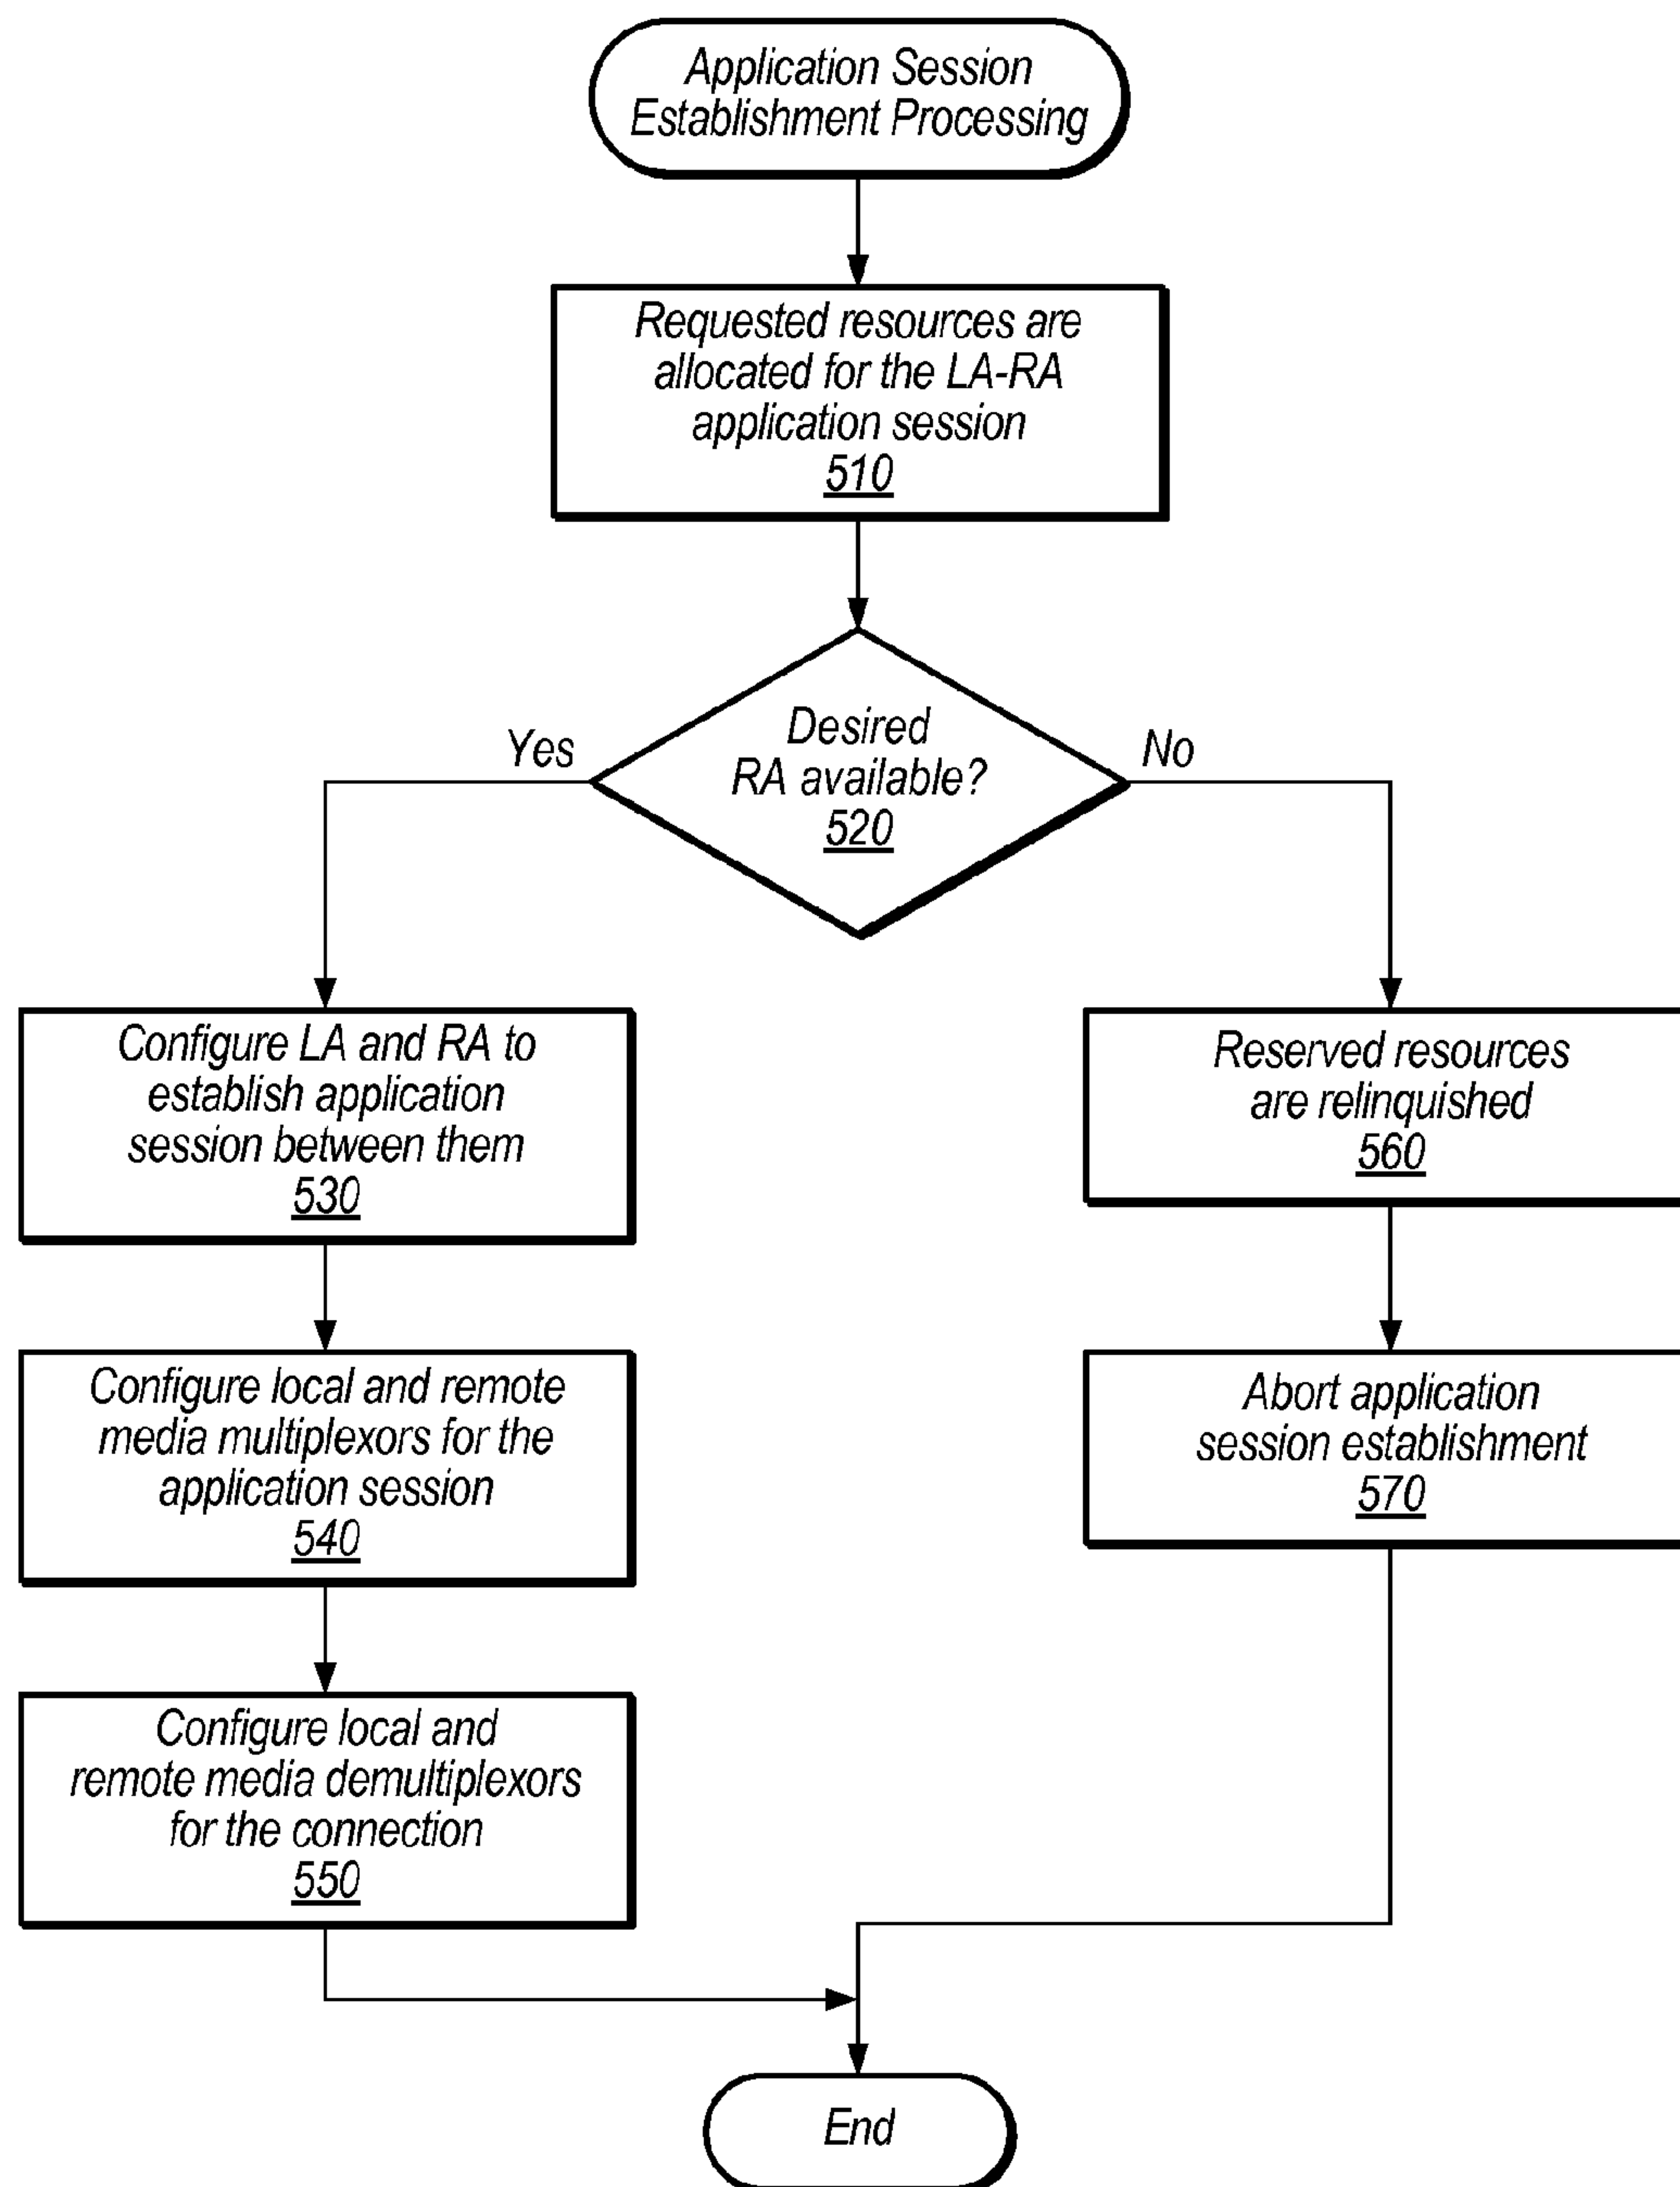 Application Session
Establishment Processing
Requested resources are
allocated for the LA-RA
application session
510
Desired
RA available?
520
Yes
No
Configure LA and RA to
establish application
session between them
530
Configure local and remote
media multiplexors for the
application session
540
Configure local and
remote media demultiplexors
for the connection
550
Reserved resources
are relinquished
560
Abort application
session establishment
570
End